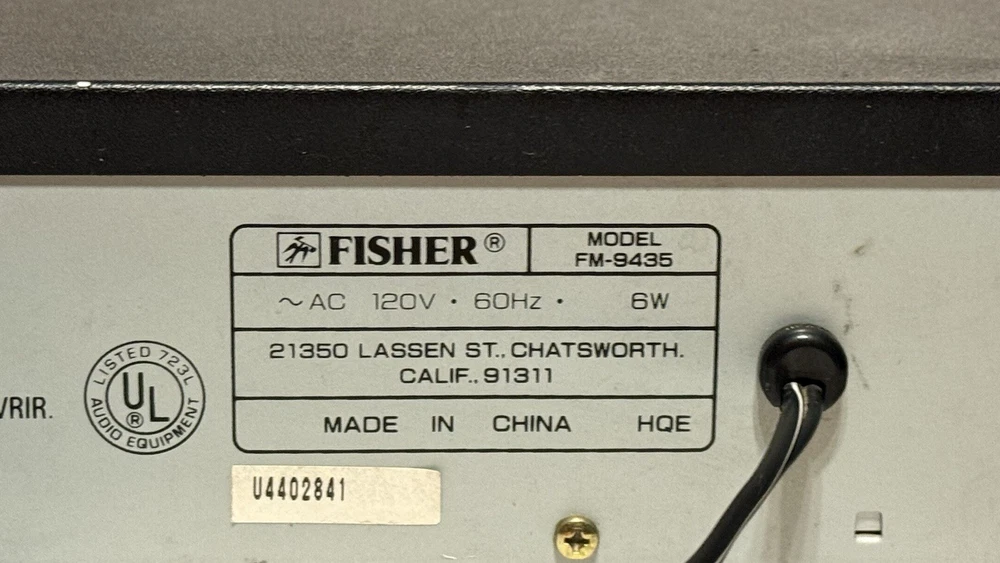 FISHER®
MODEL
FM-9435
~AC 120V · 60Hz · 6W
21350 LASSEN ST., CHATSWORTH.
CALIF., 91311
MADE IN CHINA HQE
VRIR.
LISTED 723L
UL®
AUDIO EQUIPMENT
U4402841